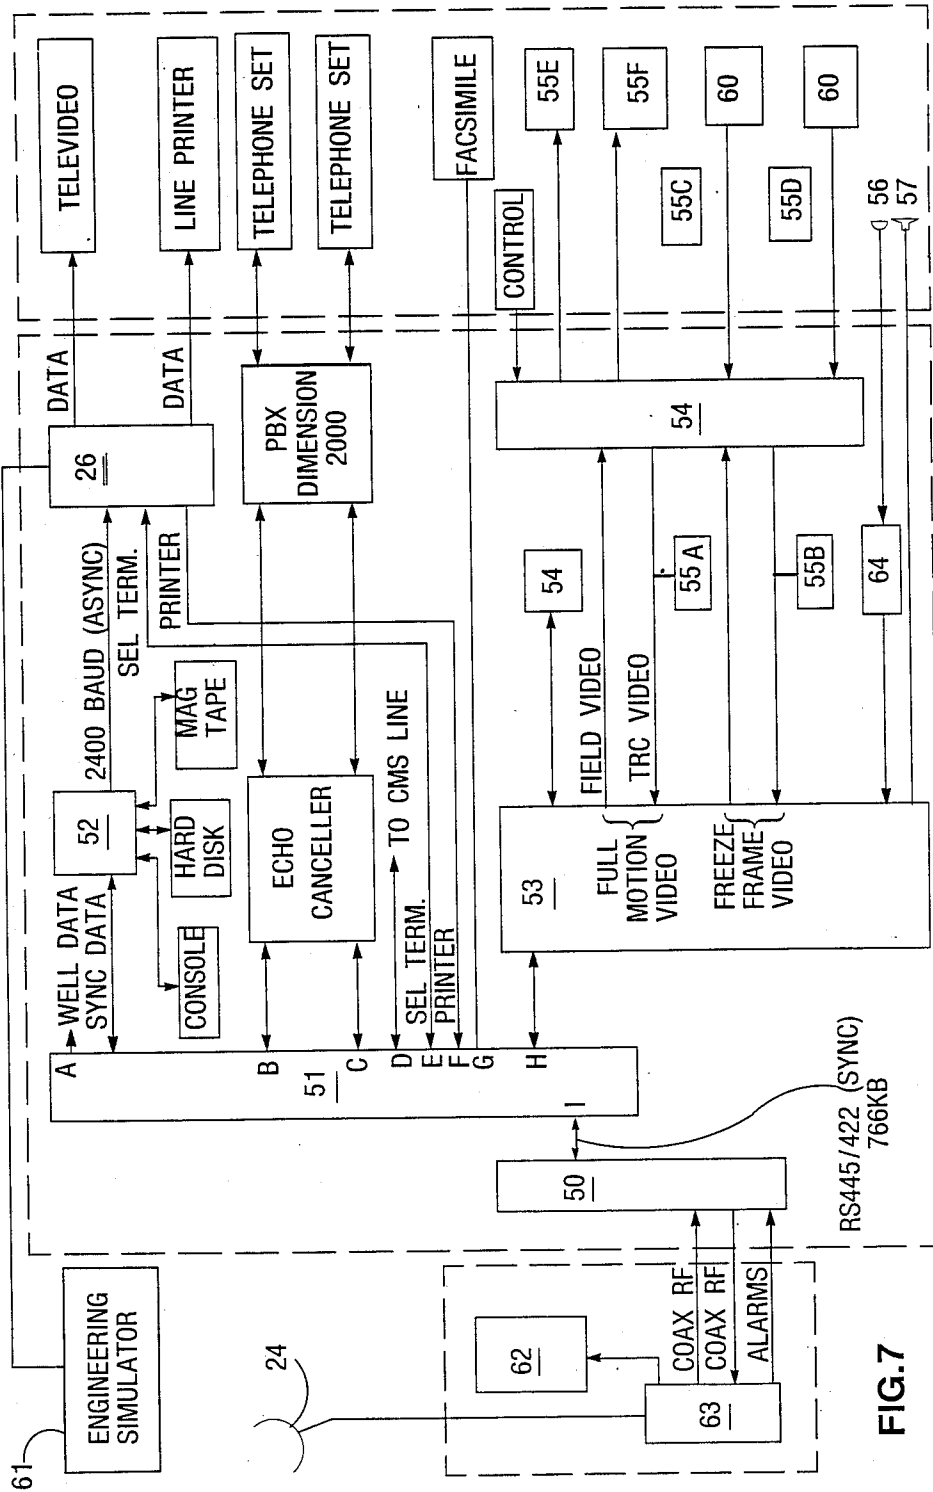 61
ENGINEERING
SIMULATOR
24
62
63
COAX RF
COAX RF
ALARMS
50
RS445/422 (SYNC)
766KB
51
A
B
C
D
E
F
G
H
I
WELL DATA
SYNC DATA
CONSOLE
HARD
DISK
MAG
TAPE
52
2400 BAUD (ASYNC)
SEL TERM.
PRINTER
ECHO
CANCELLER
TO CMS LINE
SEL TERM.
PRINTER
53
FULL
MOTION
VIDEO
FREEZE
FRAME
VIDEO
FIELD VIDEO
TRC VIDEO
54
55A
55B
64
26
DATA
DATA
PBX
DIMENSION
2000
54
TELEVIDEO
LINE PRINTER
TELEPHONE SET
TELEPHONE SET
FACSIMILE
CONTROL
55E
55F
55C
60
55D
60
56
57
FIG.7